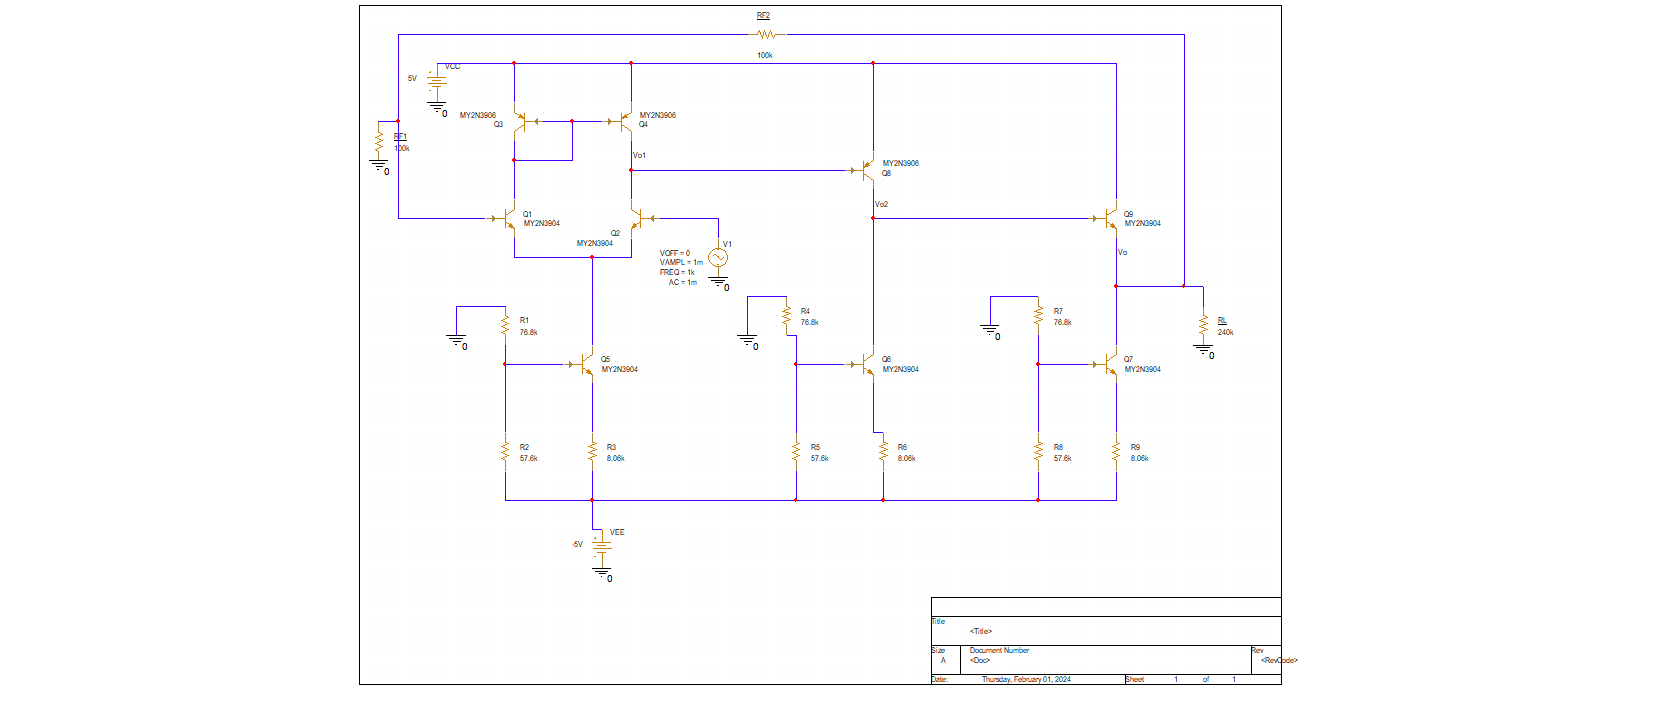 RF2
100k
VCC
5V
0
MY2N3906
Q3
MY2N3906
Q4
RF1
100k
0
Vo1
MY2N3906
Q8
Vo2
Q1
MY2N3904
Q2
MY2N3904
Q9
MY2N3904
V1
VOFF = 0
VAMPL = 1m
FREQ = 1k
AC = 1m
0
Vo
R1
76.8k
0
R4
76.8k
0
R7
76.8k
0
RL
240k
0
Q5
MY2N3904
Q6
MY2N3904
Q7
MY2N3904
R2
57.6k
R3
8.06k
R5
57.6k
R6
8.06k
R8
57.6k
R9
8.06k
VEE
-5V
0
Title
<Title>
Size
A
Document Number
<Doc>
Rev
<RevCode>
Date:
Thursday, February 01, 2024
Sheet
1
of
1